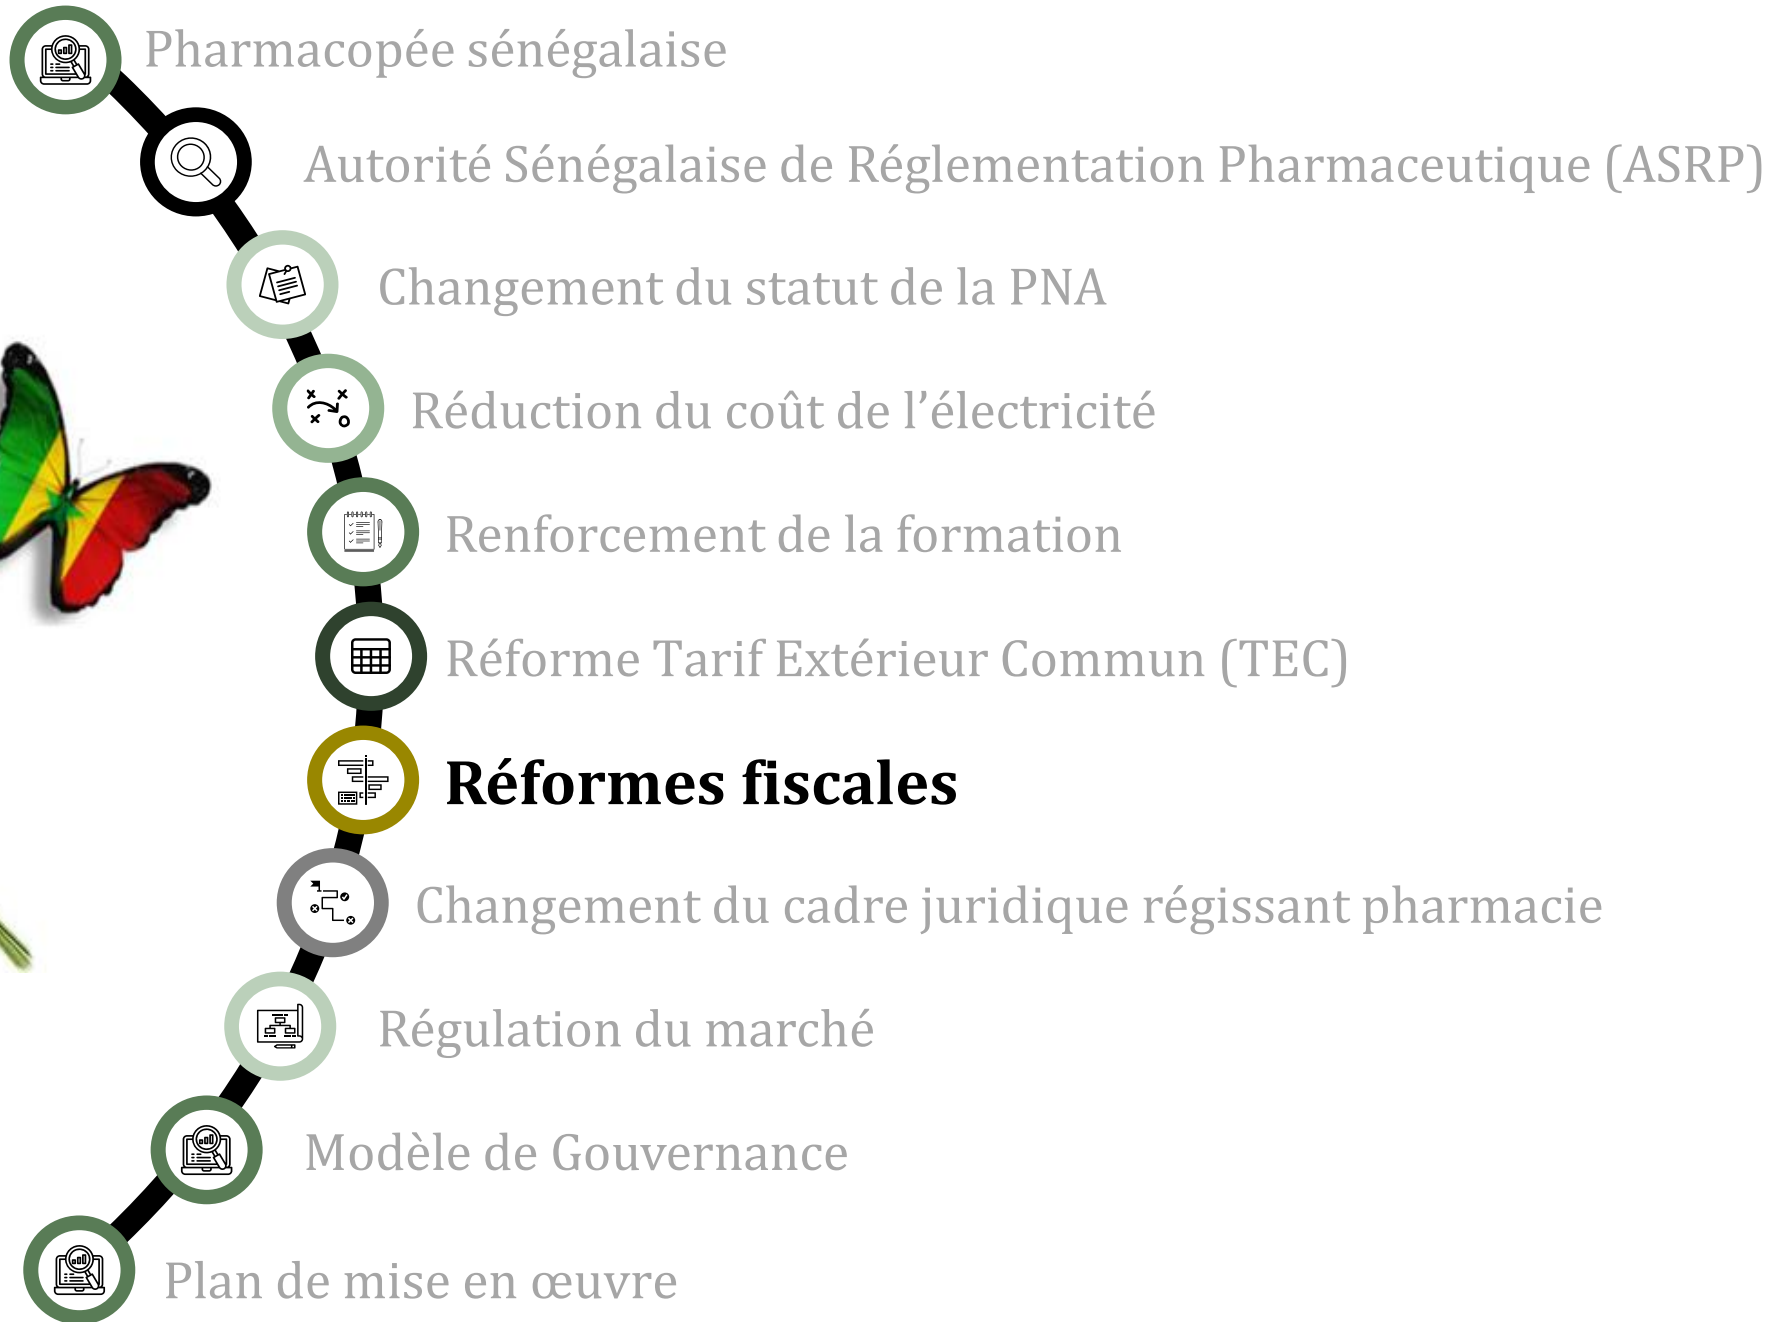 Pharmacopée sénégalaise
Autorité Sénégalaise de Réglementation Pharmaceutique (ASRP)
Changement du statut de la PNA
Réduction du coût de l’électricité
Renforcement de la formation
Réforme Tarif Extérieur Commun (TEC)
Réformes fiscales
Changement du cadre juridique régissant pharmacie
Régulation du marché
Modèle de Gouvernance
Plan de mise en œuvre